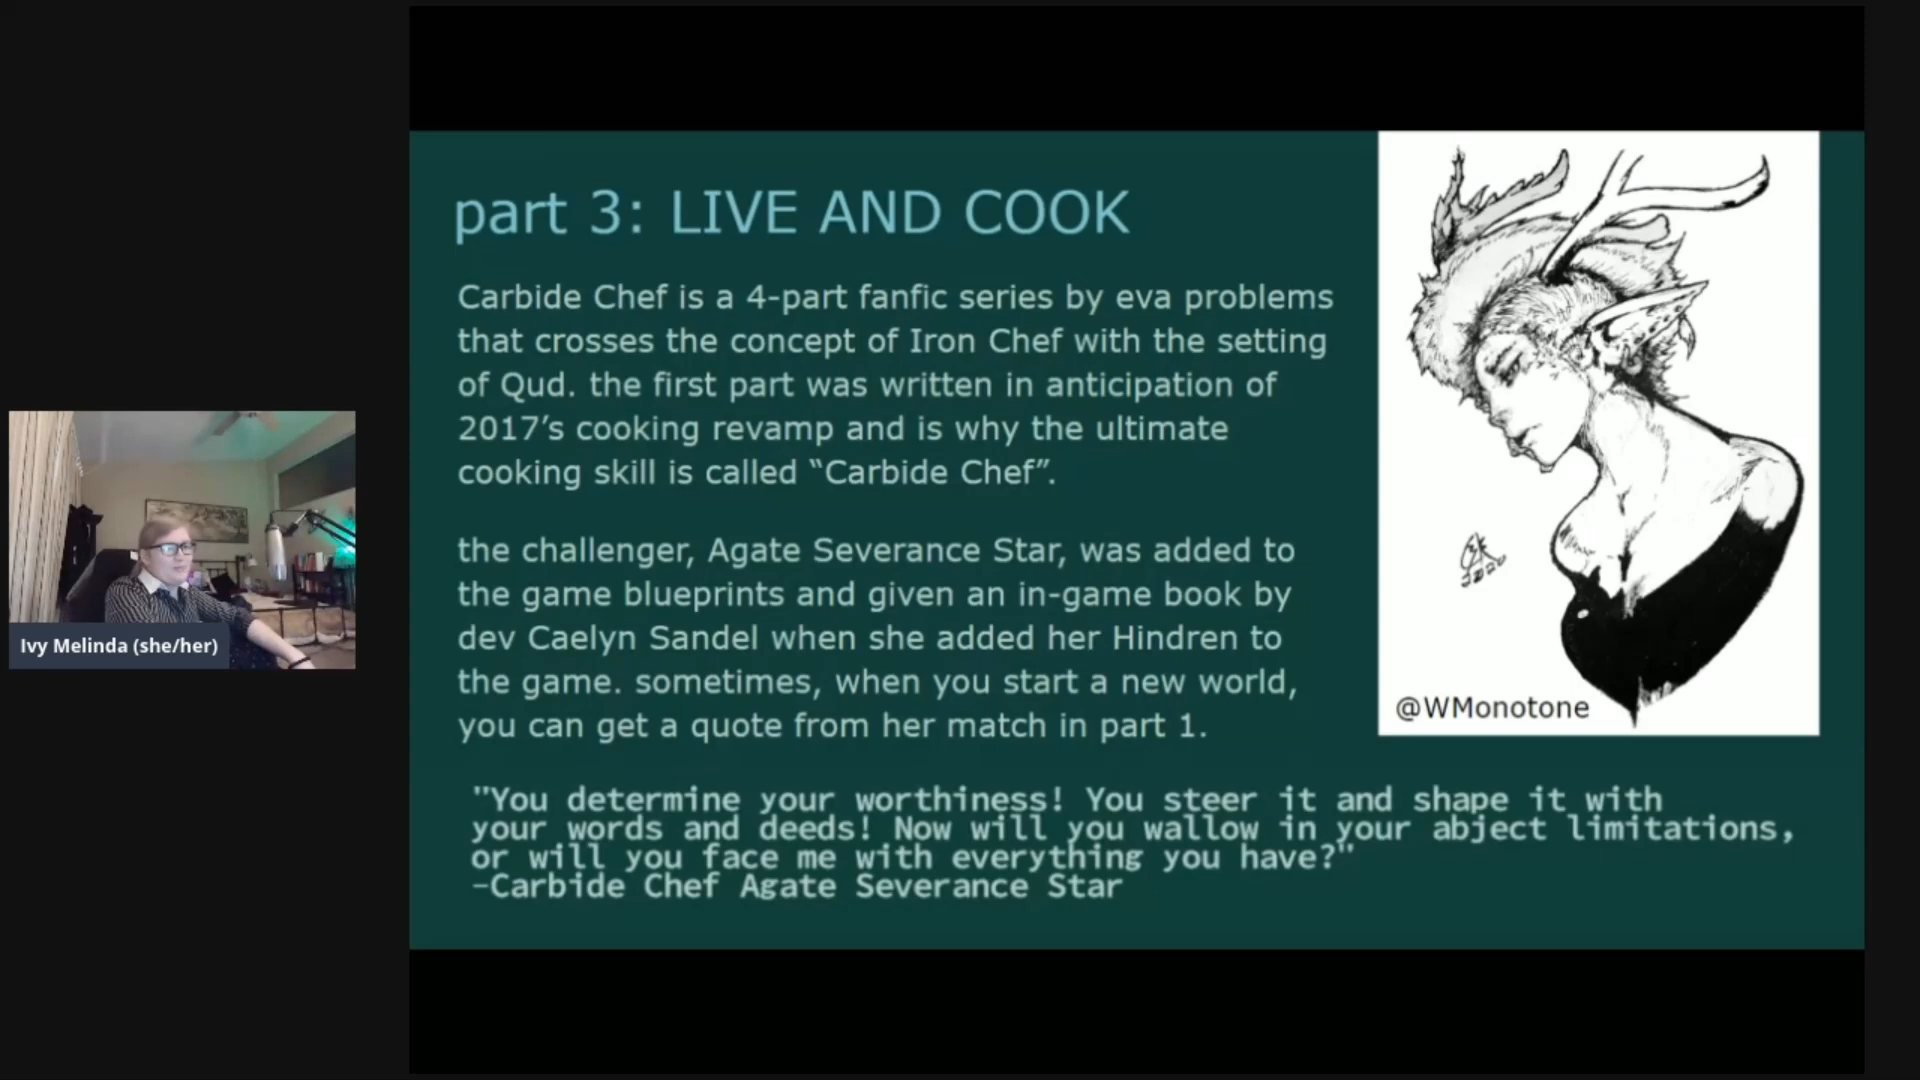 part 3: LIVE AND COOK
Carbide Chef is a 4-part fanfic series by eva problems
that crosses the concept of Iron Chef with the setting
of Qud. the first part was written in anticipation of
2017’s cooking revamp and is why the ultimate
cooking skill is called “Carbide Chef”.
the challenger, Agate Severance Star, was added to
the game blueprints and given an in-game book by
dev Caelyn Sandel when she added her Hindren to
the game. sometimes, when you start a new world,
you can get a quote from her match in part 1.
"You determine your worthiness! You steer it and shape it with
your words and deeds! Now will you wallow in your abject limitations,
or will you face me with everything you have?"
-Carbide Chef Agate Severance Star
@WMonotone
Ivy Melinda (she/her)